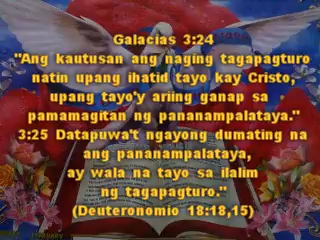 Galacias 3:24
"Ang kautusan ang naging tagapagturo
natin upang ihatid tayo kay Cristo,
upang tayo'y ariing ganap sa
pamamagitan ng pananampalataya."
3:25 Datapuwa't ngayong dumating na
ang pananampalataya,
ay wala na tayo sa ilalim
ng tagapagturo."
(Deuteronomio 18:18,15)